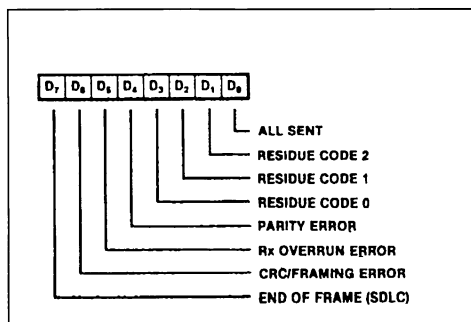 D7 D6 D5 D4 D3 D2 D1 D0
ALL SENT
RESIDUE CODE 2
RESIDUE CODE 1
RESIDUE CODE 0
PARITY ERROR
Rx OVERRUN ERROR
CRC/FRAMING ERROR
END OF FRAME (SDLC)